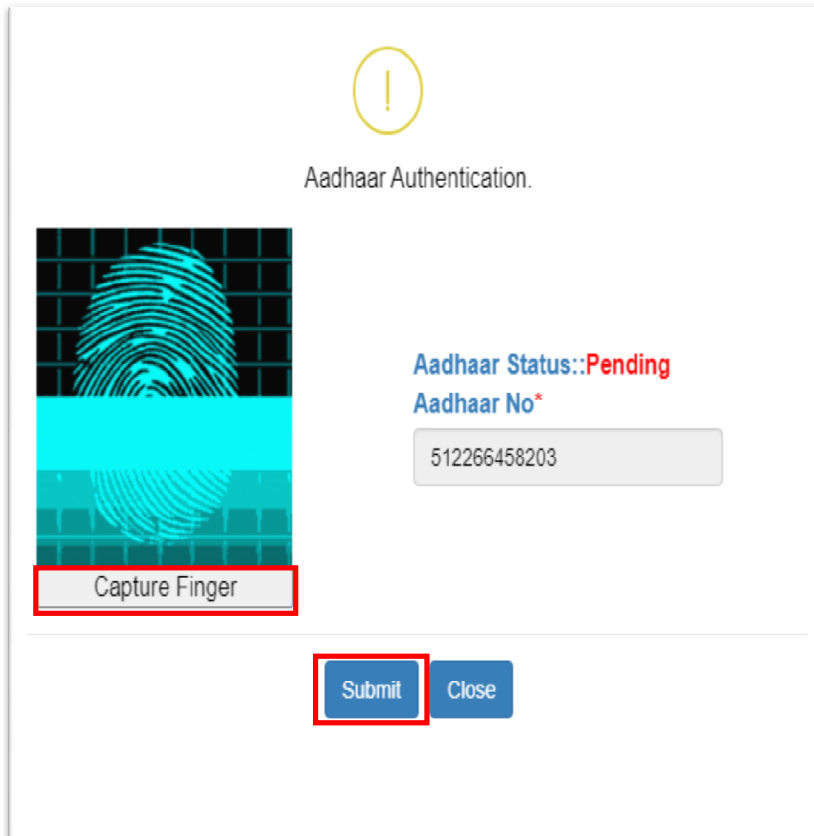 !
Aadhaar Authentication.
Aadhaar Status::Pending
Aadhaar No*
512266458203
Capture Finger
Submit
Close